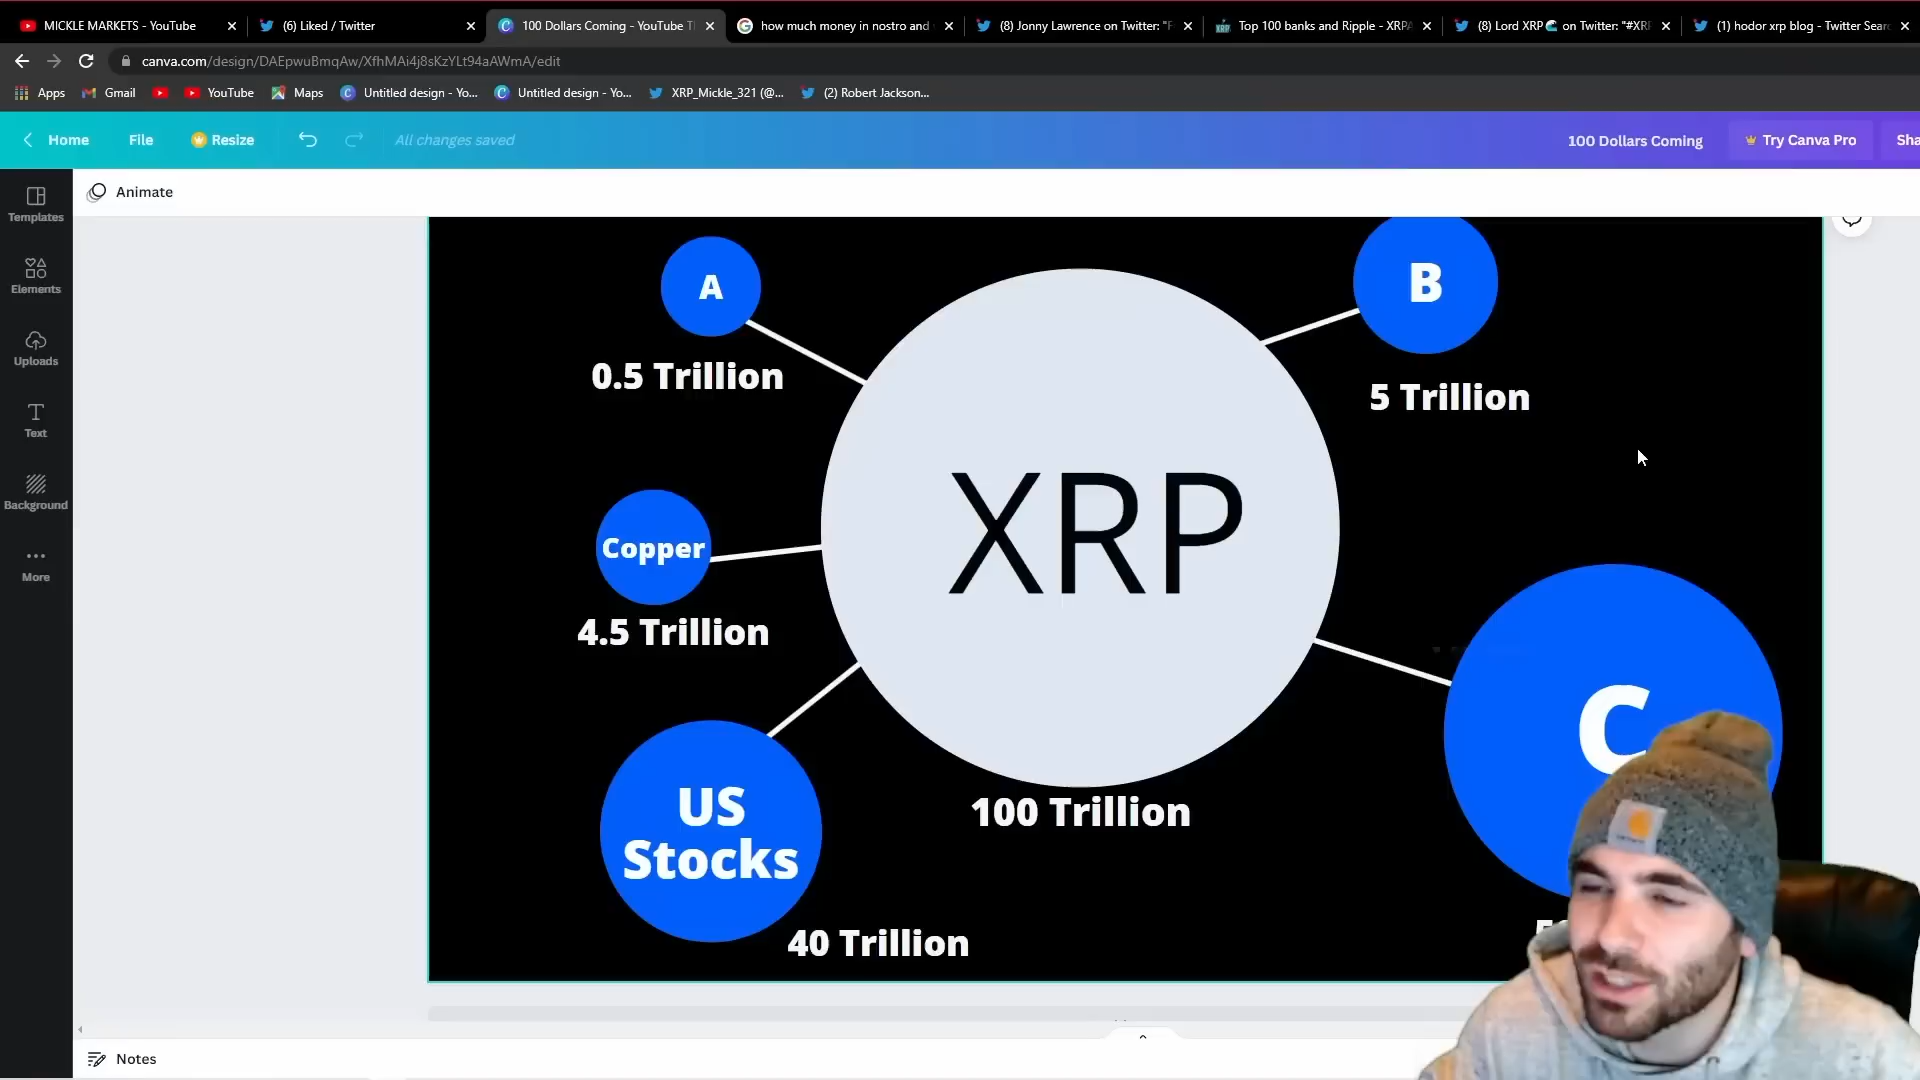 MICKLE MARKETS - YouTube
(6) Liked / Twitter
100 Dollars Coming - YouTube T
how much money in nostro and
(8) Jonny Lawrence on Twitter: "F
Top 100 banks and Ripple - XRPA
(8) Lord XRP 🌊 on Twitter: "#XRP
(1) hodor xrp blog - Twitter Sear
canva.com/design/DAEpwuBmqAw/XfhMAi4j8sKzYLt94aAWmA/edit
Apps
Gmail
YouTube
Maps
Untitled design - Yo...
Untitled design - Yo...
XRP_Mickle_321 (@...
(2) Robert Jackson...
Home
File
Resize
All changes saved
100 Dollars Coming
Try Canva Pro
Sha
Animate
Templates
Elements
Uploads
Text
Background
More
A
0.5 Trillion
B
5 Trillion
Copper
4.5 Trillion
XRP
100 Trillion
C
US
Stocks
40 Trillion
Notes